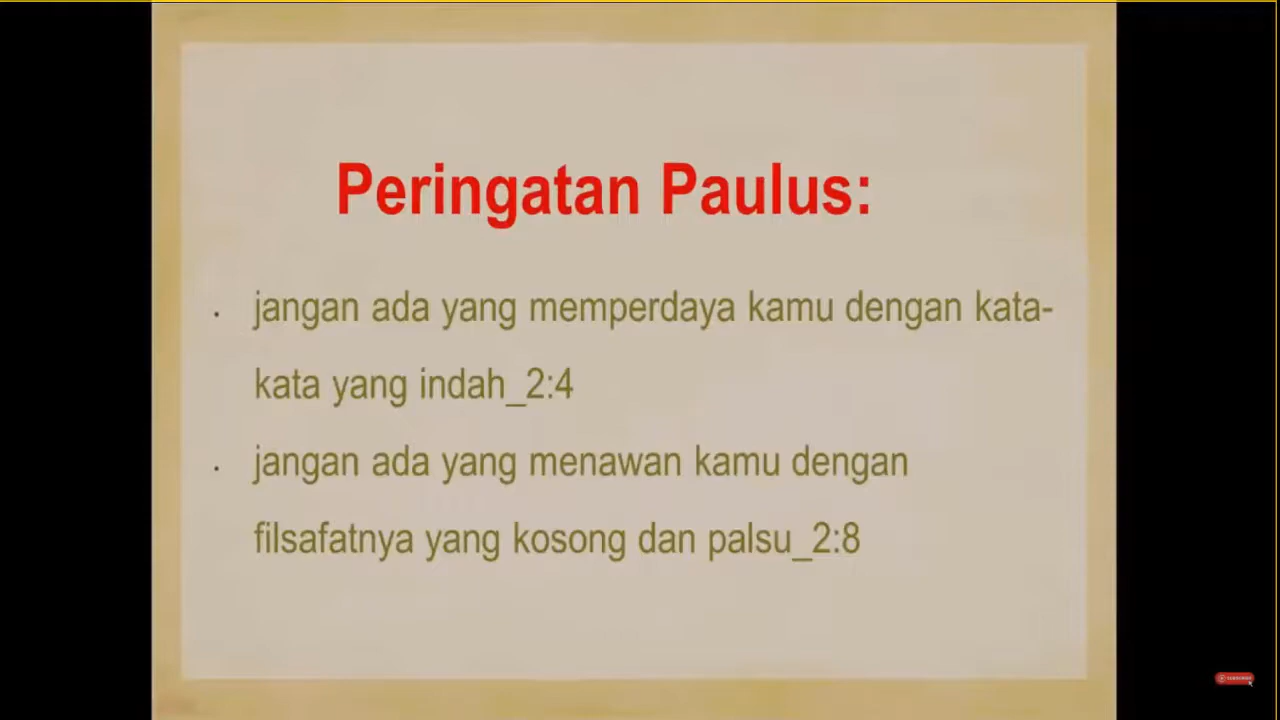 Peringatan Paulus:
. jangan ada yang memperdaya kamu dengan kata-
kata yang indah_2:4
. jangan ada yang menawan kamu dengan
filsafatnya yang kosong dan palsu_2:8